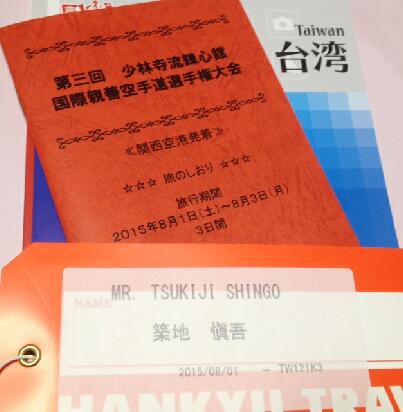 Taiwan
台湾
第三回 少林寺流錬心舘
国際親善空手道選手権大会
≪関西空港発着≫
☆☆☆ 旅のしおり ☆☆☆
旅行期間
2015年8月1日(土)~8月3日(月)
3日間
NAME
MR. TSUKIJI SHINGO
築地 愼吾
2015/08/01 - TW121K3
HANKYU TRAV